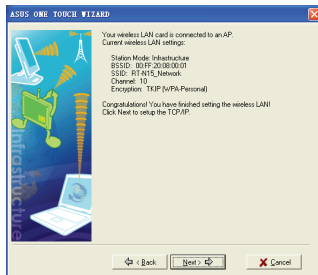 ASUS ONE TOUCH WIZARD
Your wireless LAN card is connected to an AP.
Current wireless LAN settings:
Station Mode: Infrastructure
BSSID: 00:FF:20:08:00:01
SSID: RT-N15_Network
Channel: 10
Encryption: TKIP (WPA-Personal)
Congratulations! You have finished setting the wireless LAN!
Click Next to setup the TCP/IP.
Infrastructure
< Back
Next >
Cancel